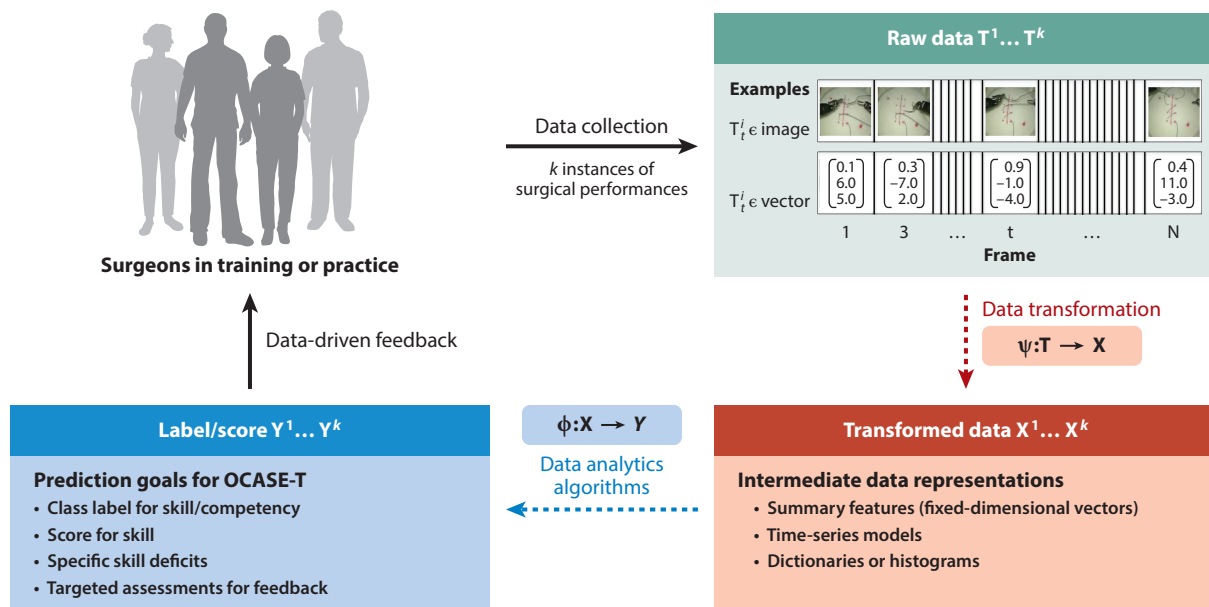 Surgeons in training or practice
Data collection
k instances of
surgical performances
Raw data T¹... Tᵏ
Examples
Tₜⁱ ϵ image
Tₜⁱ ϵ vector
0.1 0.3 0.9 0.4
6.0 −7.0 −1.0 11.0
5.0 2.0 −4.0 −3.0
1 3 ... t ... N
Frame
Data transformation
ψ:T → X
Transformed data X¹... Xᵏ
Intermediate data representations
• Summary features (fixed-dimensional vectors)
• Time-series models
• Dictionaries or histograms
ϕ:X → Y
Data analytics
algorithms
Label/score Y¹... Yᵏ
Prediction goals for OCASE-T
• Class label for skill/competency
• Score for skill
• Specific skill deficits
• Targeted assessments for feedback
Data-driven feedback